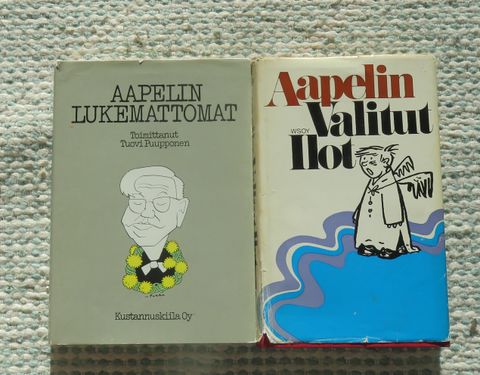 AAPELIN
LUKEMATTOMAT
Toimittanut
Tuovi Puupponen
Kustannuskiila Oy
Aapelin
WSOY
Valitut
Ilot